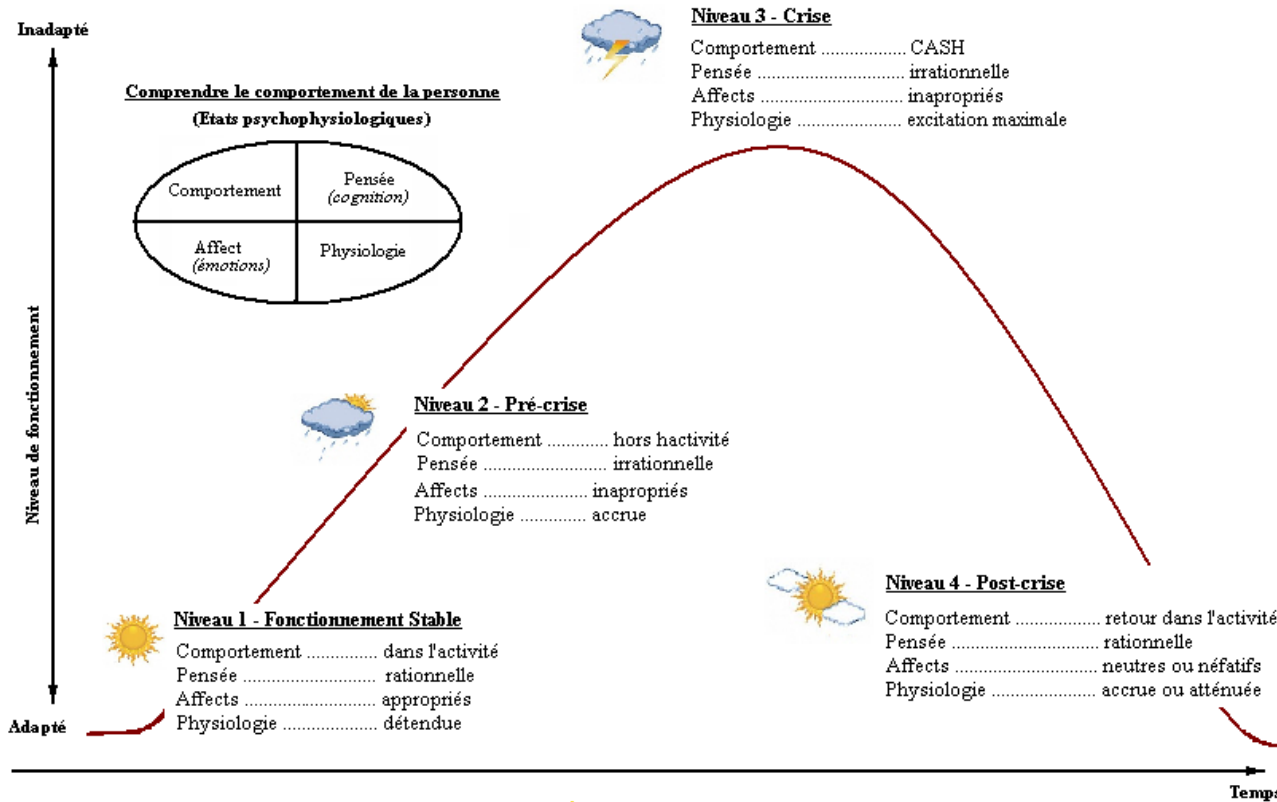 Inadapté
Comprendre le comportement de la personne
(Etats psychophysiologiques)
Comportement
Pensée
(cognition)
Affect
(émotions)
Physiologie
Niveau 3 - Crise
Comportement ................. CASH
Pensée ............................. irrationnelle
Affects .............................. inapropriés
Physiologie ..................... excitation maximale
Niveau de fonctionnement
Niveau 2 - Pré-crise
Comportement ............ hors hactivité
Pensée ........................ irrationnelle
Affects ..................... inapropriés
Physiologie ............. accrue
Niveau 1 - Fonctionnement Stable
Comportement ............. dans l'activité
Pensée ........................ rationnelle
Affects ........................ appropriés
Physiologie .................. détendue
Niveau 4 - Post-crise
Comportement ................. retour dans l'activité
Pensée ............................. rationnelle
Affects ............................. neutres ou néfatifs
Physiologie ..................... accrue ou atténuée
Adapté
Temps